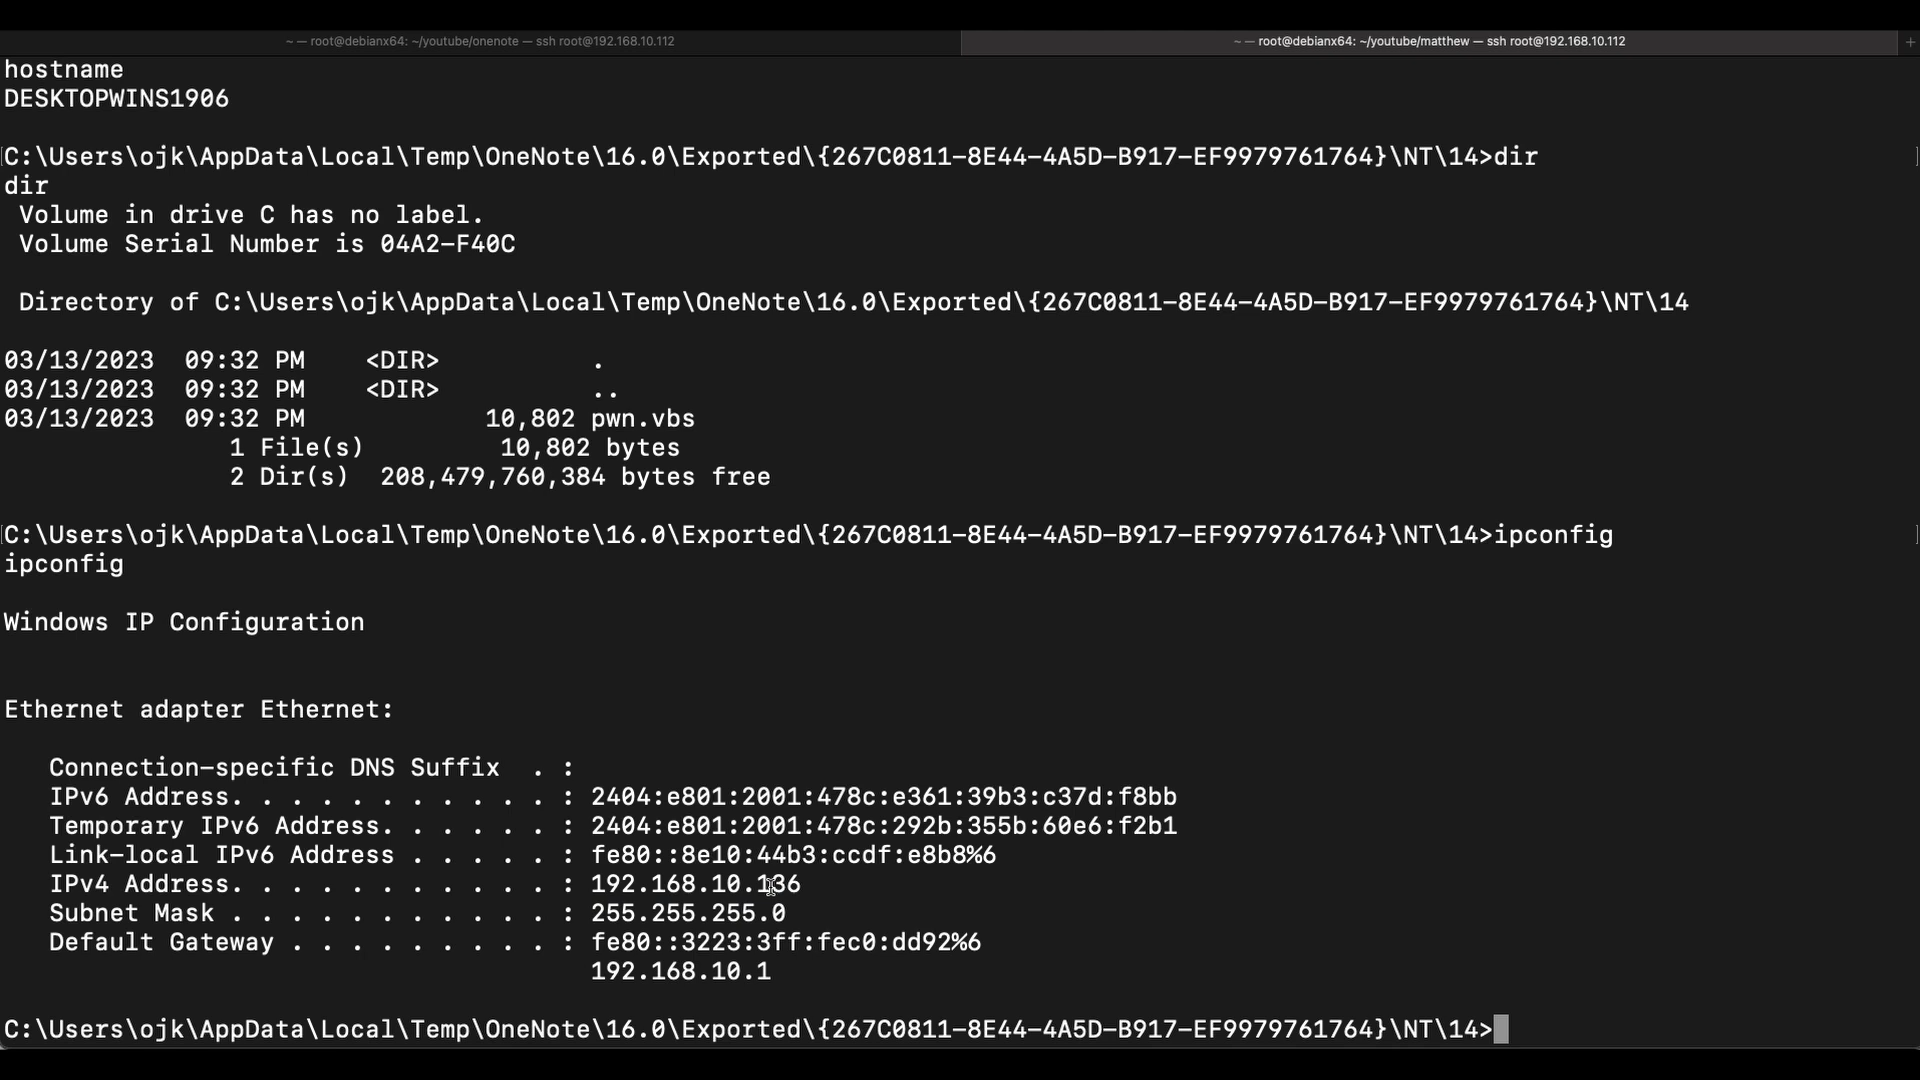 ~ — root@debianx64: ~/youtube/onenote — ssh root@192.168.10.112
~ — root@debianx64: ~/youtube/matthew — ssh root@192.168.10.112
hostname
DESKTOPWINS1906
C:\Users\ojk\AppData\Local\Temp\OneNote\16.0\Exported\{267C0811-8E44-4A5D-B917-EF9979761764}\NT\14>dir
dir
Volume in drive C has no label.
Volume Serial Number is 04A2-F40C
Directory of C:\Users\ojk\AppData\Local\Temp\OneNote\16.0\Exported\{267C0811-8E44-4A5D-B917-EF9979761764}\NT\14
03/13/2023  09:32 PM    <DIR>          .
03/13/2023  09:32 PM    <DIR>          ..
03/13/2023  09:32 PM            10,802 pwn.vbs
1 File(s)         10,802 bytes
2 Dir(s)  208,479,760,384 bytes free
C:\Users\ojk\AppData\Local\Temp\OneNote\16.0\Exported\{267C0811-8E44-4A5D-B917-EF9979761764}\NT\14>ipconfig
ipconfig
Windows IP Configuration
Ethernet adapter Ethernet:
Connection-specific DNS Suffix  . :
IPv6 Address. . . . . . . . . . . : 2404:e801:2001:478c:e361:39b3:c37d:f8bb
Temporary IPv6 Address. . . . . . : 2404:e801:2001:478c:292b:355b:60e6:f2b1
Link-local IPv6 Address . . . . . : fe80::8e10:44b3:ccdf:e8b8%6
IPv4 Address. . . . . . . . . . . : 192.168.10.136
Subnet Mask . . . . . . . . . . . : 255.255.255.0
Default Gateway . . . . . . . . . : fe80::3223:3ff:fec0:dd92%6
192.168.10.1
C:\Users\ojk\AppData\Local\Temp\OneNote\16.0\Exported\{267C0811-8E44-4A5D-B917-EF9979761764}\NT\14>